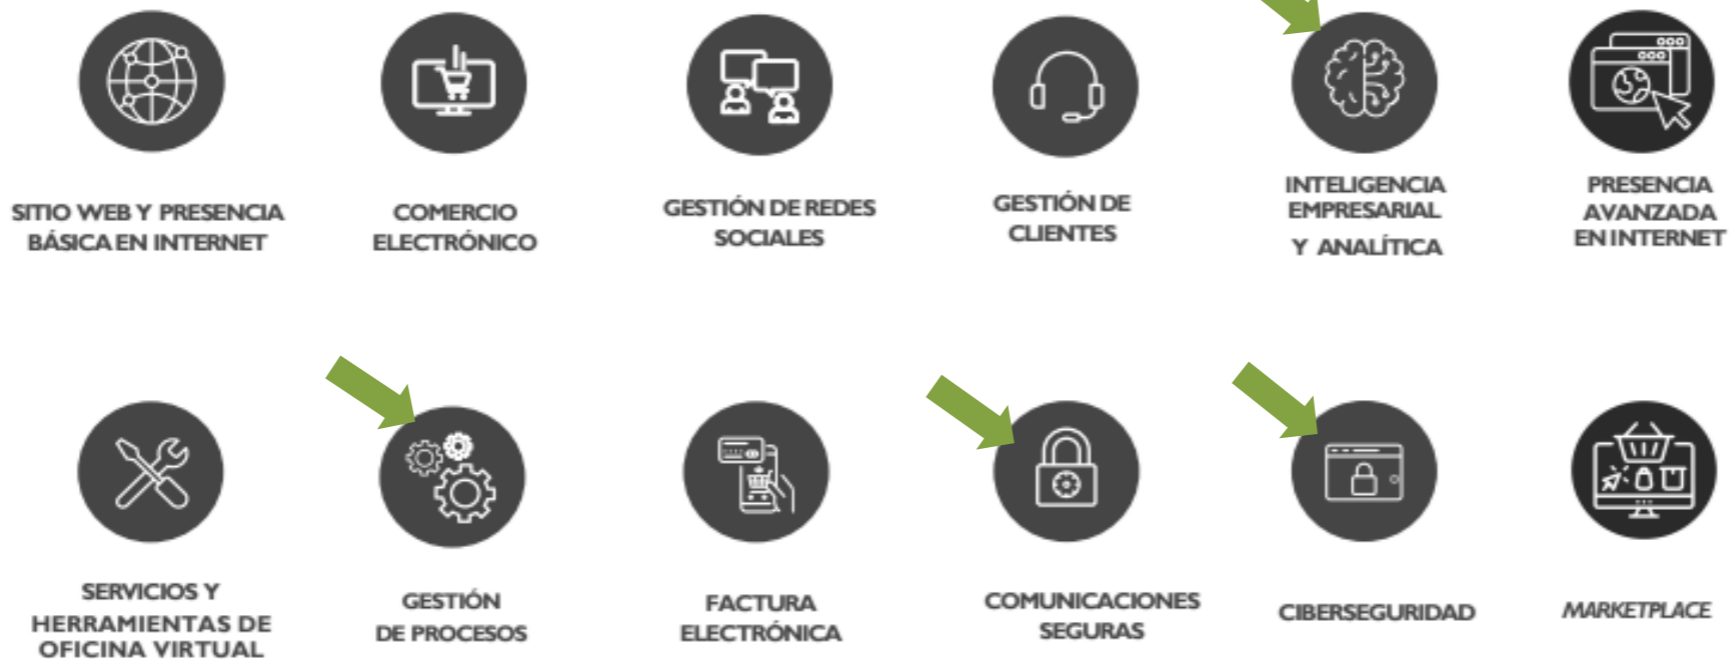 SITIO WEB Y PRESENCIA
BÁSICA EN INTERNET
COMERCIO
ELECTRÓNICO
GESTIÓN DE REDES
SOCIALES
GESTIÓN DE
CLIENTES
INTELIGENCIA
EMPRESARIAL
Y ANALÍTICA
PRESENCIA
AVANZADA
EN INTERNET
SERVICIOS Y
HERRAMIENTAS DE
OFICINA VIRTUAL
GESTIÓN
DE PROCESOS
FACTURA
ELECTRÓNICA
COMUNICACIONES
SEGURAS
CIBERSEGURIDAD
MARKETPLACE